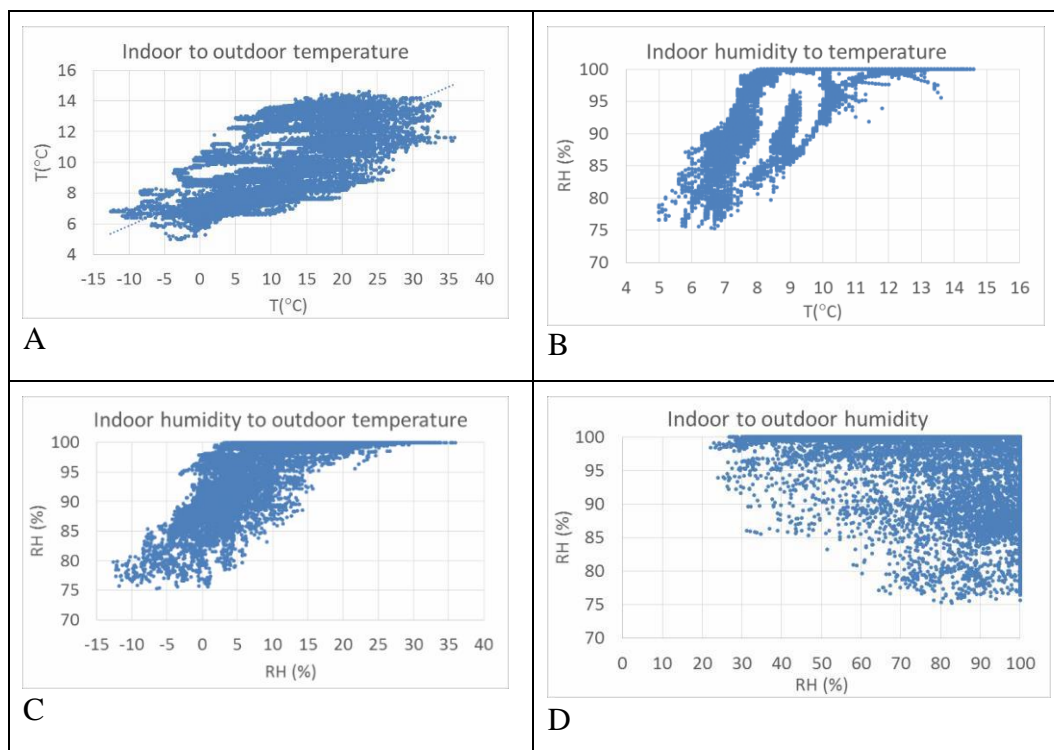 Indoor to outdoor temperature
16
14
12
10
8
6
4
T(°C)
-15 -10 -5 0 5 10 15 20 25 30 35 40
T(°C)
A
Indoor humidity to temperature
100
95
90
85
80
75
70
RH (%)
4 5 6 7 8 9 10 11 12 13 14 15 16
T(°C)
B
Indoor humidity to outdoor temperature
100
95
90
85
80
75
70
RH (%)
-15 -10 -5 0 5 10 15 20 25 30 35 40
RH (%)
C
Indoor to outdoor humidity
100
95
90
85
80
75
70
RH (%)
0 10 20 30 40 50 60 70 80 90 100
RH (%)
D